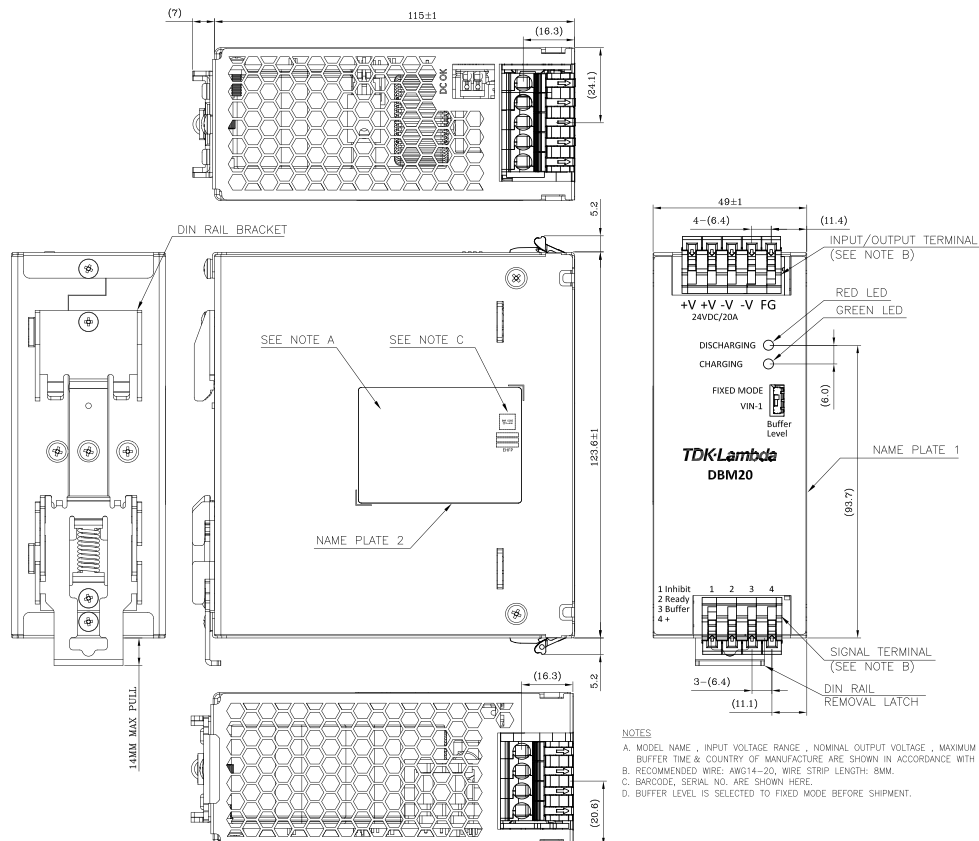 (7)
115±1
(16.3)
DC OK
(24.1)
5.2
49±1
4-(6.4)
(11.4)
DIN RAIL BRACKET
INPUT/OUTPUT TERMINAL
(SEE NOTE B)
+V +V -V -V FG
24VDC/20A
RED LED
GREEN LED
DISCHARGING
CHARGING
(6.0)
FIXED MODE
VIN-1
Buffer
Level
SEE NOTE A
SEE NOTE C
EHFP
123.6±1
TDK·Lambda
DBM20
NAME PLATE 1
(93.7)
NAME PLATE 2
1 Inhibit
2 Ready
3 Buffer
4 +
1 2 3 4
SIGNAL TERMINAL
(SEE NOTE B)
3-(6.4)
DIN RAIL
REMOVAL LATCH
(11.1)
14MM MAX PULL
(16.3)
5.2
(20.6)
NOTES
A. MODEL NAME , INPUT VOLTAGE RANGE , NOMINAL OUTPUT VOLTAGE , MAXIMUM
BUFFER TIME & COUNTRY OF MANUFACTURE ARE SHOWN IN ACCORDANCE WITH
B. RECOMMENDED WIRE: AWG14-20, WIRE STRIP LENGTH: 8MM.
C. BARCODE, SERIAL NO. ARE SHOWN HERE.
D. BUFFER LEVEL IS SELECTED TO FIXED MODE BEFORE SHIPMENT.